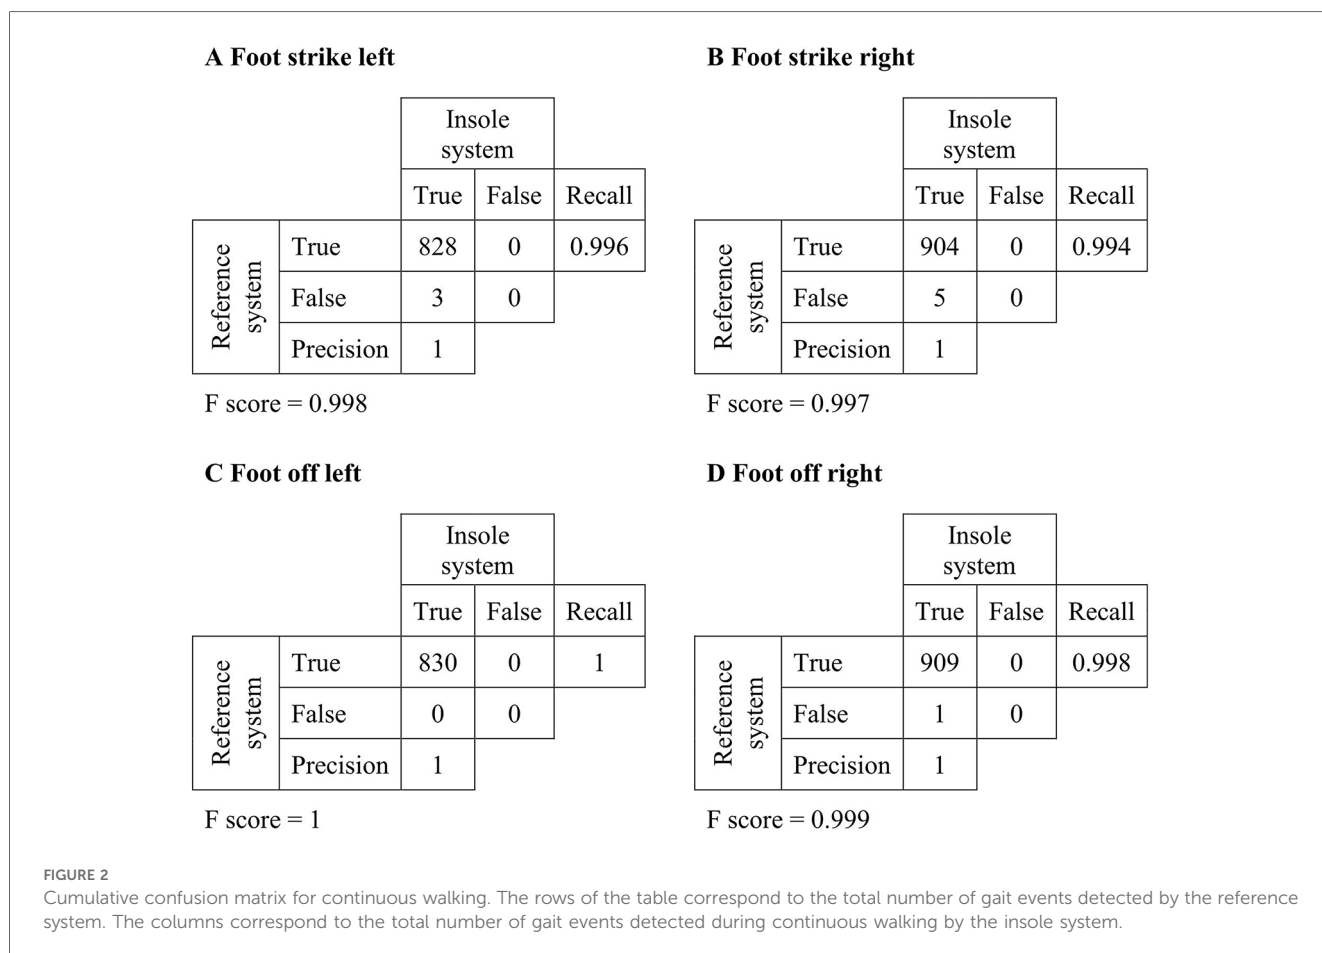 A Foot strike left
Insole
system
True False Recall
Reference
system
True 828 0 0.996
False 3 0
Precision 1
F score = 0.998
B Foot strike right
Insole
system
True False Recall
Reference
system
True 904 0 0.994
False 5 0
Precision 1
F score = 0.997
C Foot off left
Insole
system
True False Recall
Reference
system
True 830 0 1
False 0 0
Precision 1
F score = 1
D Foot off right
Insole
system
True False Recall
Reference
system
True 909 0 0.998
False 1 0
Precision 1
F score = 0.999
FIGURE 2
Cumulative confusion matrix for continuous walking. The rows of the table correspond to the total number of gait events detected by the reference
system. The columns correspond to the total number of gait events detected during continuous walking by the insole system.